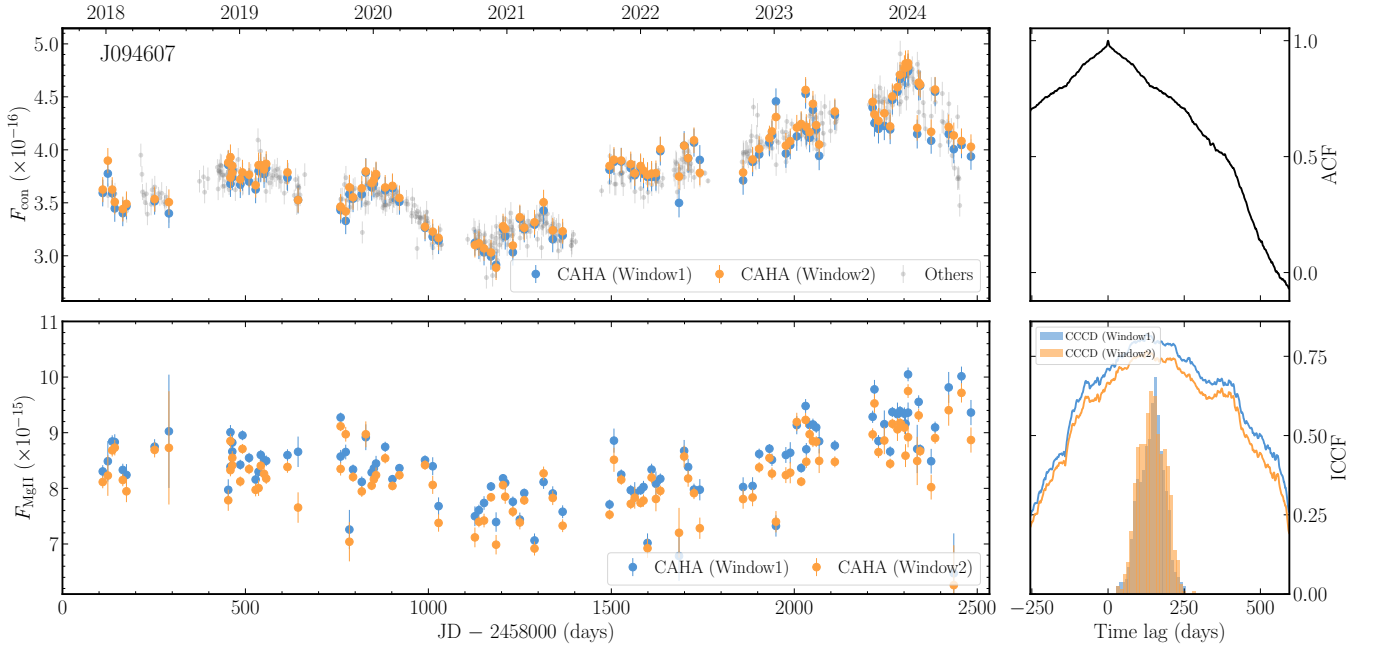 2018 2019 2020 2021 2022 2023 2024
J094607
F_con (×10^−16)
5.0
4.5
4.0
3.5
3.0
CAHA (Window1) CAHA (Window2) Others
1.0
0.5
0.0
ACF
F_MgII (×10^−15)
11
10
9
8
7
CAHA (Window1) CAHA (Window2)
0 500 1000 1500 2000 2500
JD − 2458000 (days)
CCCD (Window1)
CCCD (Window2)
0.75
0.50
0.25
0.00
ICCF
−250 0 250 500
Time lag (days)